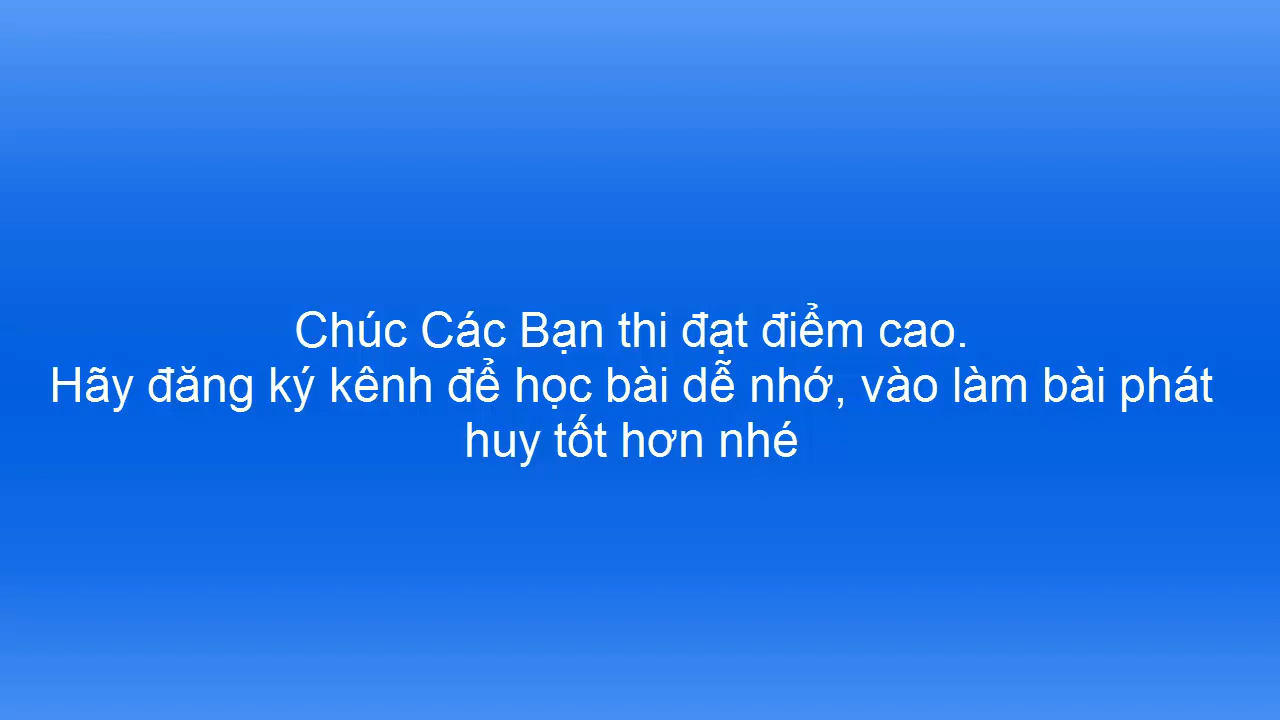 Chúc Các Bạn thi đạt điểm cao.
Hãy đăng ký kênh để học bài dễ nhớ, vào làm bài phát
huy tốt hơn nhé